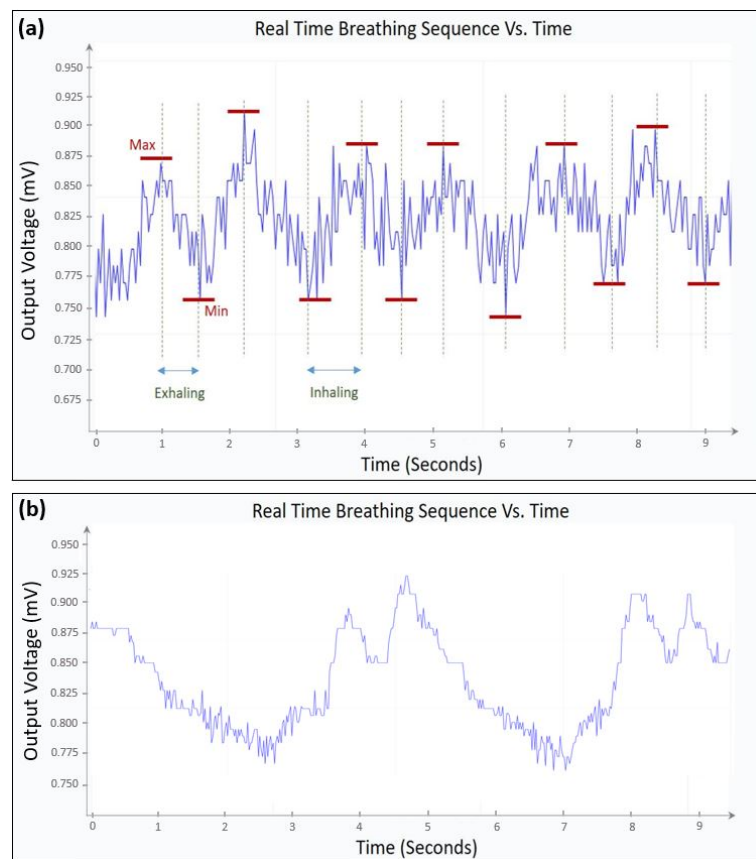 (a)
Real Time Breathing Sequence Vs. Time
Output Voltage (mV)
0.950
0.925
0.900
0.875
0.850
0.825
0.800
0.775
0.750
0.725
0.700
0.675
Max
Min
Exhaling
Inhaling
0 1 2 3 4 5 6 7 8 9
Time (Seconds)
(b)
Real Time Breathing Sequence Vs. Time
Output Voltage (mV)
0.950
0.925
0.900
0.875
0.850
0.825
0.800
0.775
0.750
0 1 2 3 4 5 6 7 8 9
Time (Seconds)